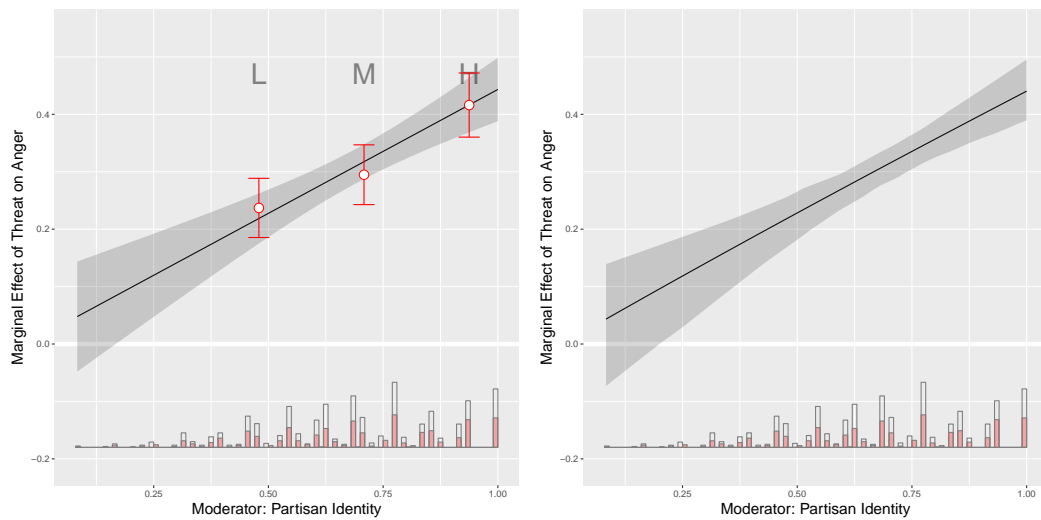 L M H
Marginal Effect of Threat on Anger
0.4
0.2
0.0
−0.2
0.25 0.50 0.75 1.00
Moderator: Partisan Identity
Marginal Effect of Threat on Anger
0.4
0.2
0.0
−0.2
0.25 0.50 0.75 1.00
Moderator: Partisan Identity